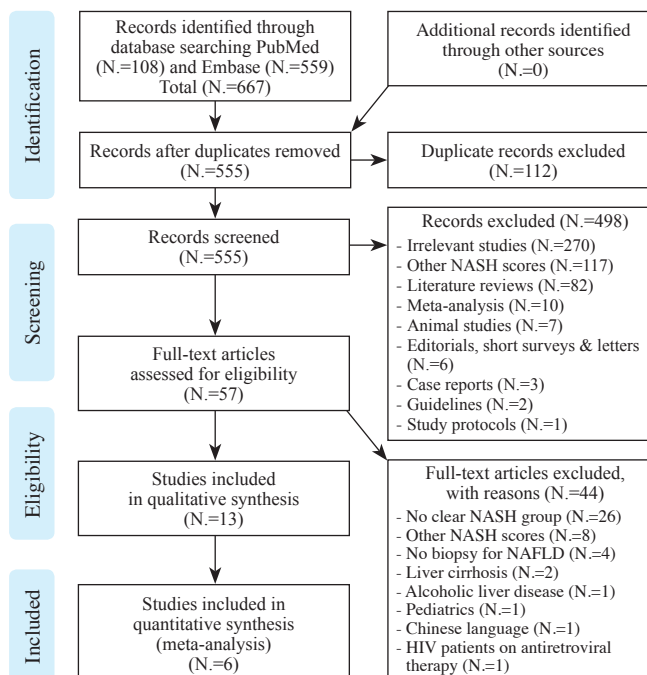 Identification
Records identified through
database searching PubMed
(N.=108) and Embase (N.=559)
Total (N.=667)
Additional records identified
through other sources
(N.=0)
Records after duplicates removed
(N.=555)
Duplicate records excluded
(N.=112)
Screening
Records screened
(N.=555)
Records excluded (N.=498)
- Irrelevant studies (N.=270)
- Other NASH scores (N.=117)
- Literature reviews (N.=82)
- Meta-analysis (N.=10)
- Animal studies (N.=7)
- Editorials, short surveys & letters
(N.=6)
- Case reports (N.=3)
- Guidelines (N.=2)
- Study protocols (N.=1)
Full-text articles
assessed for eligibility
(N.=57)
Eligibility
Studies included
in qualitative synthesis
(N.=13)
Full-text articles excluded,
with reasons (N.=44)
- No clear NASH group (N.=26)
- Other NASH scores (N.=8)
- No biopsy for NAFLD (N.=4)
- Liver cirrhosis (N.=2)
- Alcoholic liver disease (N.=1)
- Pediatrics (N.=1)
- Chinese language (N.=1)
- HIV patients on antiretroviral
therapy (N.=1)
Included
Studies included in
quantitative synthesis
(meta-analysis)
(N.=6)